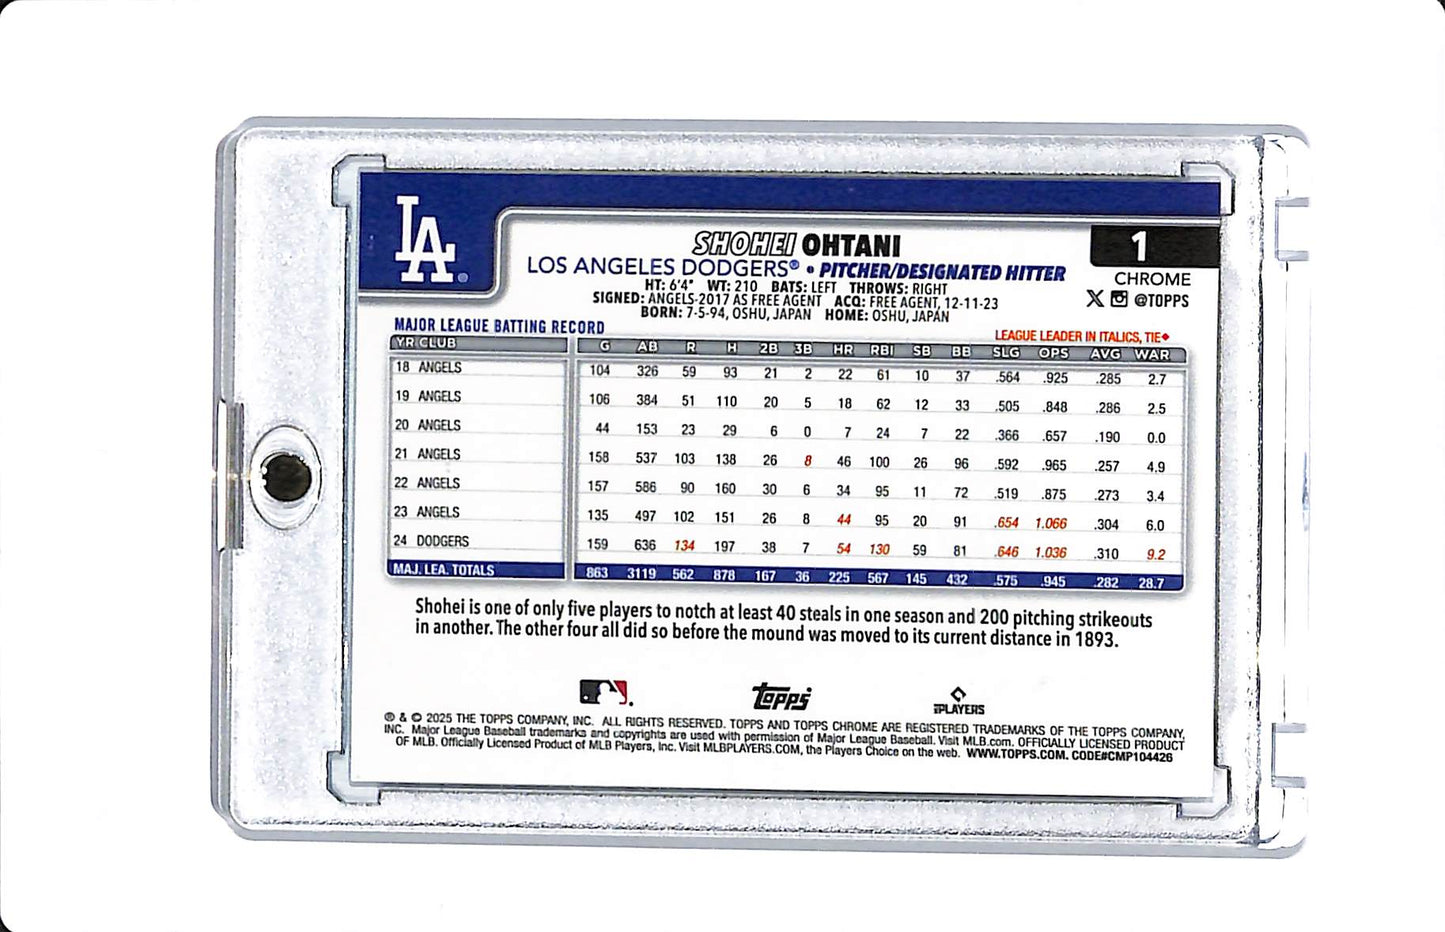 LA
SHOHEI OHTANI
1
LOS ANGELES DODGERS® • PITCHER/DESIGNATED HITTER
CHROME
HT: 6'4" WT: 210 BATS: LEFT THROWS: RIGHT
SIGNED: ANGELS-2017 AS FREE AGENT ACQ: FREE AGENT, 12-11-23
@TOPPS
BORN: 7-5-94, OSHU, JAPAN HOME: OSHU, JAPAN
MAJOR LEAGUE BATTING RECORD
LEAGUE LEADER IN ITALICS, TIE♦
YR CLUB G AB R H 2B 3B HR RBI SB BB SLG OPS AVG WAR
18 ANGELS 104 326 59 93 21 2 22 61 10 37 .564 .925 .285 2.7
19 ANGELS 106 384 51 110 20 5 18 62 12 33 .505 .848 .286 2.5
20 ANGELS 44 153 23 29 6 0 7 24 7 22 .366 .657 .190 0.0
21 ANGELS 158 537 103 138 26 8 46 100 26 96 .592 .965 .257 4.9
22 ANGELS 157 586 90 160 30 6 34 95 11 72 .519 .875 .273 3.4
23 ANGELS 135 497 102 151 26 8 44 95 20 91 .654 1.066 .304 6.0
24 DODGERS 159 636 134 197 38 7 54 130 59 81 .646 1.036 .310 9.2
MAJ. LEA. TOTALS 863 3119 562 878 167 36 225 567 145 432 .575 .945 .282 28.7
Shohei is one of only five players to notch at least 40 steals in one season and 200 pitching strikeouts
in another. The other four all did so before the mound was moved to its current distance in 1893.
topps
PLAYERS
® & © 2025 THE TOPPS COMPANY, INC. ALL RIGHTS RESERVED. TOPPS AND TOPPS CHROME ARE REGISTERED TRADEMARKS OF THE TOPPS COMPANY,
INC. Major League Baseball trademarks and copyrights are used with permission of Major League Baseball. Visit MLB.com. OFFICIALLY LICENSED PRODUCT
OF MLB. Officially Licensed Product of MLB Players, Inc. Visit MLBPLAYERS.COM, the Players Choice on the web. WWW.TOPPS.COM. CODE#CMP104426